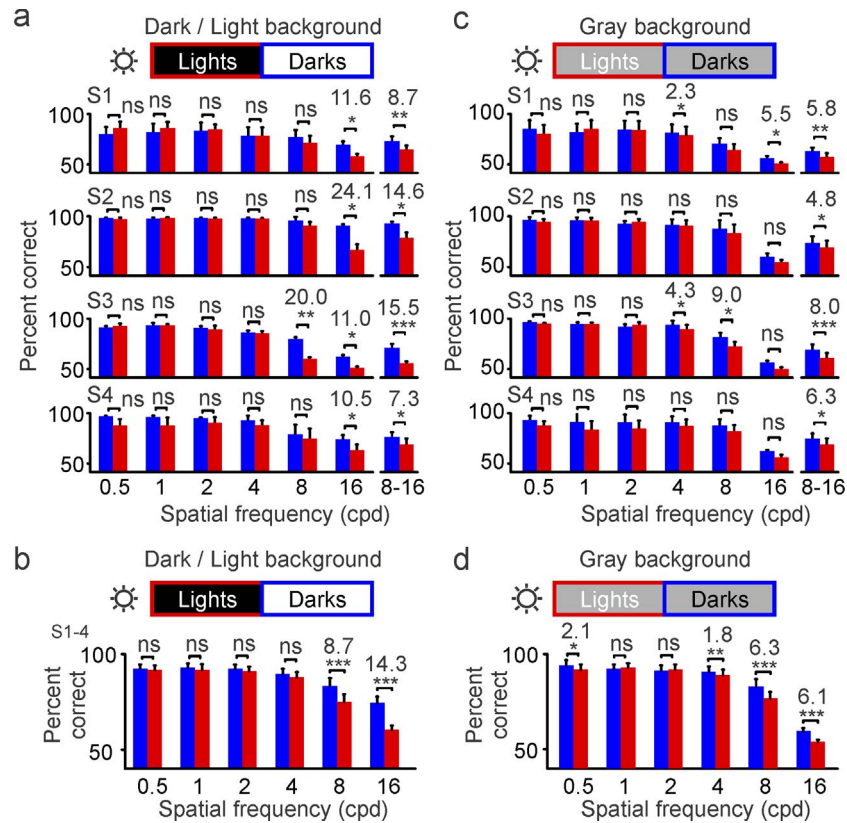 a
Dark / Light background
Lights Darks
S1 ns ns ns ns ns 11.6 * 8.7 **
100
50
S2 ns ns ns ns ns 24.1 * 14.6 *
100
50
S3 ns ns ns ns 20.0 ** 11.0 * 15.5 ***
100
50
S4 ns ns ns ns ns 10.5 * 7.3 *
100
50
Percent correct
0.5 1 2 4 8 16 8-16
Spatial frequency (cpd)
c
Gray background
Lights Darks
S1 ns ns ns 2.3 * ns 5.5 * 5.8 **
100
50
S2 ns ns ns ns ns ns 4.8 *
100
50
S3 ns ns ns 4.3 * 9.0 * ns 8.0 ***
100
50
S4 ns ns ns ns ns ns 6.3 *
100
50
Percent correct
0.5 1 2 4 8 16 8-16
Spatial frequency (cpd)
b
Dark / Light background
Lights Darks
S1-4 ns ns ns ns 8.7 *** 14.3 ***
100
50
Percent
correct
0.5 1 2 4 8 16
Spatial frequency (cpd)
d
Gray background
Lights Darks
2.1 * ns ns 1.8 ** 6.3 *** 6.1 ***
100
50
Percent
correct
0.5 1 2 4 8 16
Spatial frequency (cpd)